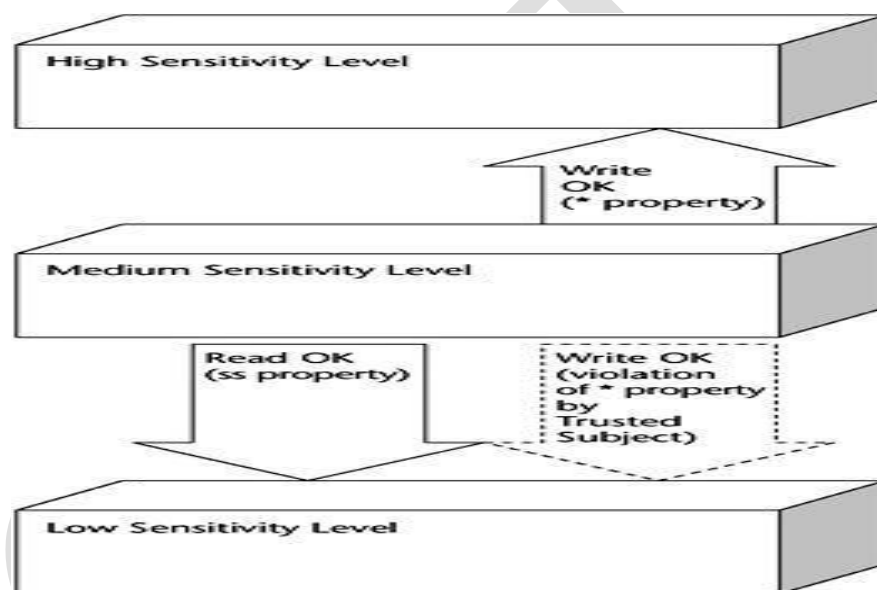 High Sensitivity Level
Write
OK
(* property)
Medium Sensitivity Level
Read OK
(ss property)
Write OK
(violation
of * property
by
Trusted
Subject)
Low Sensitivity Level